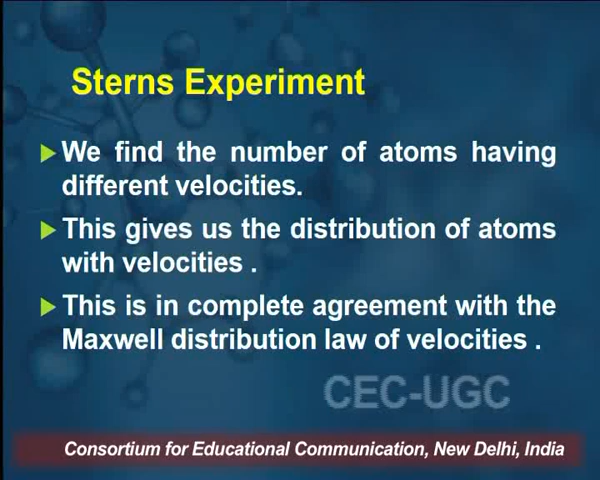 Sterns Experiment
We find the number of atoms having
different velocities.
This gives us the distribution of atoms
with velocities .
This is in complete agreement with the
Maxwell distribution law of velocities .
CEC-UGC
Consortium for Educational Communication, New Delhi, India